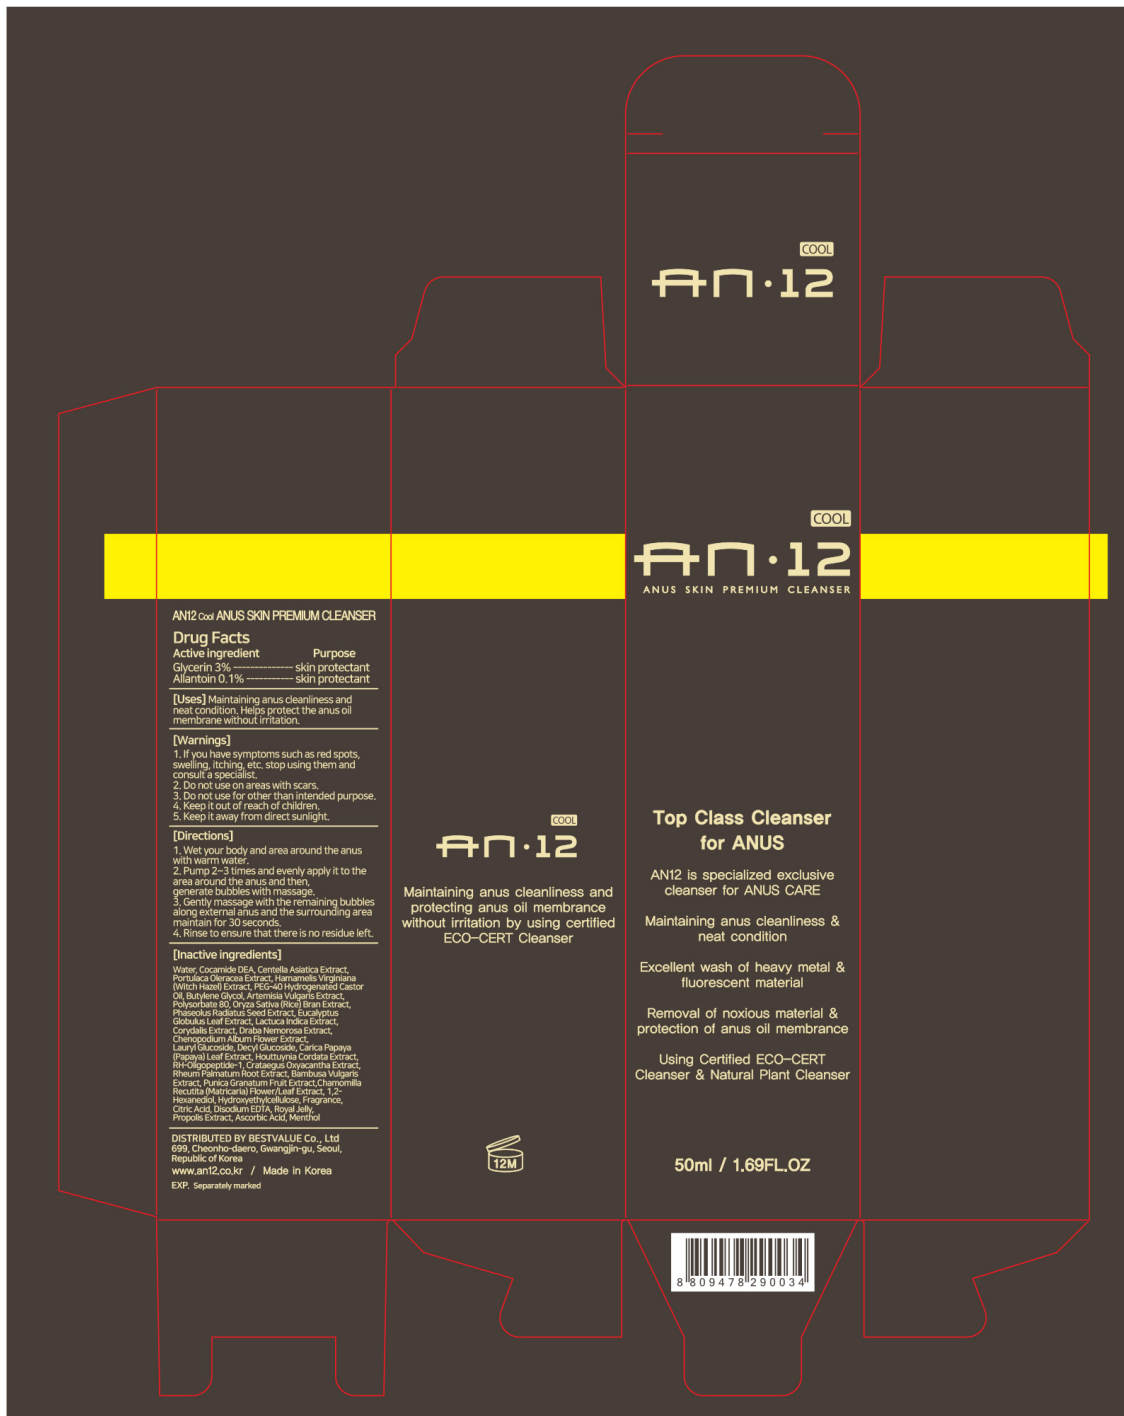 COOL
AN·12
COOL
AN·12
ANUS SKIN PREMIUM CLEANSER
AN12 Cool ANUS SKIN PREMIUM CLEANSER
Drug Facts
Active ingredient Purpose
Glycerin 3% -------------- skin protectant
Allantoin 0.1% ----------- skin protectant
[Uses] Maintaining anus cleanliness and
neat condition. Helps protect the anus oil
membrane without irritation.
[Warnings]
1. If you have symptoms such as red spots,
swelling, itching, etc. stop using them and
consult a specialist.
2. Do not use on areas with scars.
3. Do not use for other than intended purpose.
4. Keep it out of reach of children.
5. Keep it away from direct sunlight.
[Directions]
1. Wet your body and area around the anus
with warm water.
2. Pump 2~3 times and evenly apply it to the
area around the anus and then,
generate bubbles with massage.
3. Gently massage with the remaining bubbles
along external anus and the surrounding area
maintain for 30 seconds.
4. Rinse to ensure that there is no residue left.
[Inactive ingredients]
Water, Cocamide DEA, Centella Asiatica Extract,
Portulaca Oleracea Extract, Hamamelis Virginiana
(Witch Hazel) Extract, PEG-40 Hydrogenated Castor
Oil, Butylene Glycol, Artemisia Vulgaris Extract,
Polysorbate 80, Oryza Sativa (Rice) Bran Extract,
Phaseolus Radiatus Seed Extract, Eucalyptus
Globulus Leaf Extract, Lactuca Indica Extract,
Corydalis Extract, Draba Nemorosa Extract,
Chenopodium Album Flower Extract,
Lauryl Glucoside, Decyl Glucoside, Carica Papaya
(Papaya) Leaf Extract, Houttuynia Cordata Extract,
RH-Oligopeptide-1, Crataegus Oxyacantha Extract,
Rheum Palmatum Root Extract, Bambusa Vulgaris
Extract, Punica Granatum Fruit Extract,Chamomilla
Recutita (Matricaria) Flower/Leaf Extract, 1,2-
Hexanediol, Hydroxyethylcellulose, Fragrance,
Citric Acid, Disodium EDTA, Royal Jelly,
Propolis Extract, Ascorbic Acid, Menthol
DISTRIBUTED BY BESTVALUE Co., Ltd
699, Cheonho-daero, Gwangjin-gu, Seoul,
Republic of Korea
www.an12.co.kr / Made in Korea
EXP. Separately marked
COOL
AN·12
Maintaining anus cleanliness and
protecting anus oil membrance
without irritation by using certified
ECO-CERT Cleanser
12M
Top Class Cleanser
for ANUS
AN12 is specialized exclusive
cleanser for ANUS CARE
Maintaining anus cleanliness &
neat condition
Excellent wash of heavy metal &
fluorescent material
Removal of noxious material &
protection of anus oil membrance
Using Certified ECO-CERT
Cleanser & Natural Plant Cleanser
50ml / 1.69FL.OZ
8 809478 290034